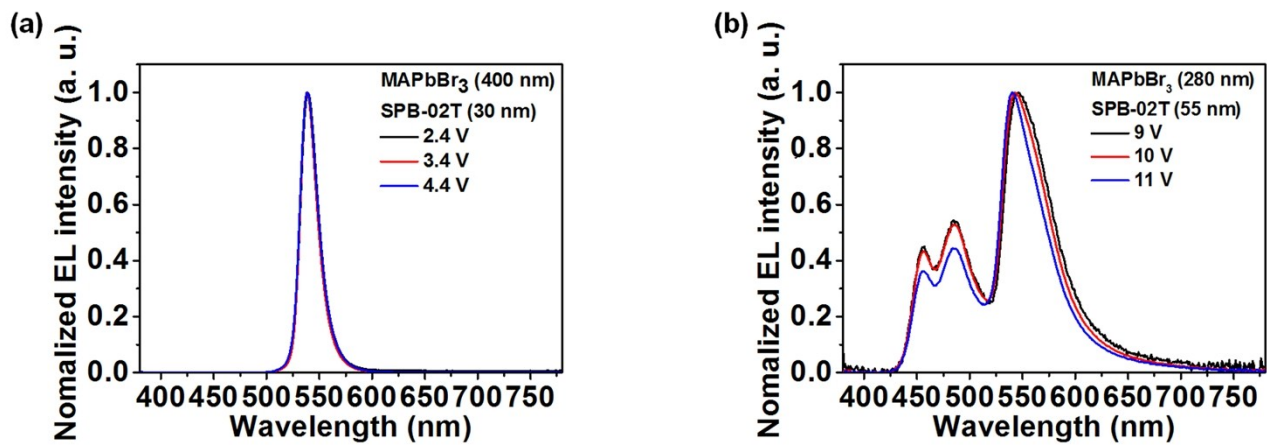 (a)
Nomalized EL intensity (a. u.)
1.0
0.8
0.6
0.4
0.2
0.0
MAPbBr3 (400 nm)
SPB-02T (30 nm)
2.4 V
3.4 V
4.4 V
400 450 500 550 600 650 700 750
Wavelength (nm)
(b)
Nomalized EL intensity (a. u.)
1.0
0.8
0.6
0.4
0.2
0.0
MAPbBr3 (280 nm)
SPB-02T (55 nm)
9 V
10 V
11 V
400 450 500 550 600 650 700 750
Wavelength (nm)